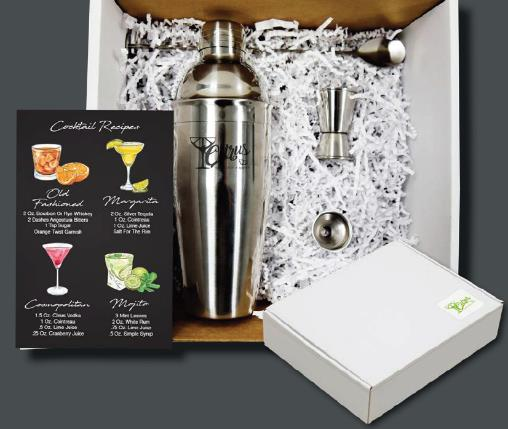 Cocktail Recipes
Old
Fashioned
2 Oz. Bourbon Or Rye Whiskey
2 Dashes Angostura Bitters
1 Tsp Sugar
Orange Twist Garnish
Margarita
2 Oz. Silver Tequila
1 Oz. Cointreau
1 Oz. Lime Juice
Salt For The Rim
Cosmopolitan
1.5 Oz. Citrus Vodka
1 Oz. Cointreau
.5 Oz. Lime Juice
.25 Oz. Cranberry Juice
Mojito
3 Mint Leaves
2 Oz. White Rum
.75 Oz. Lime Juice
.5 Oz. Simple Syrup